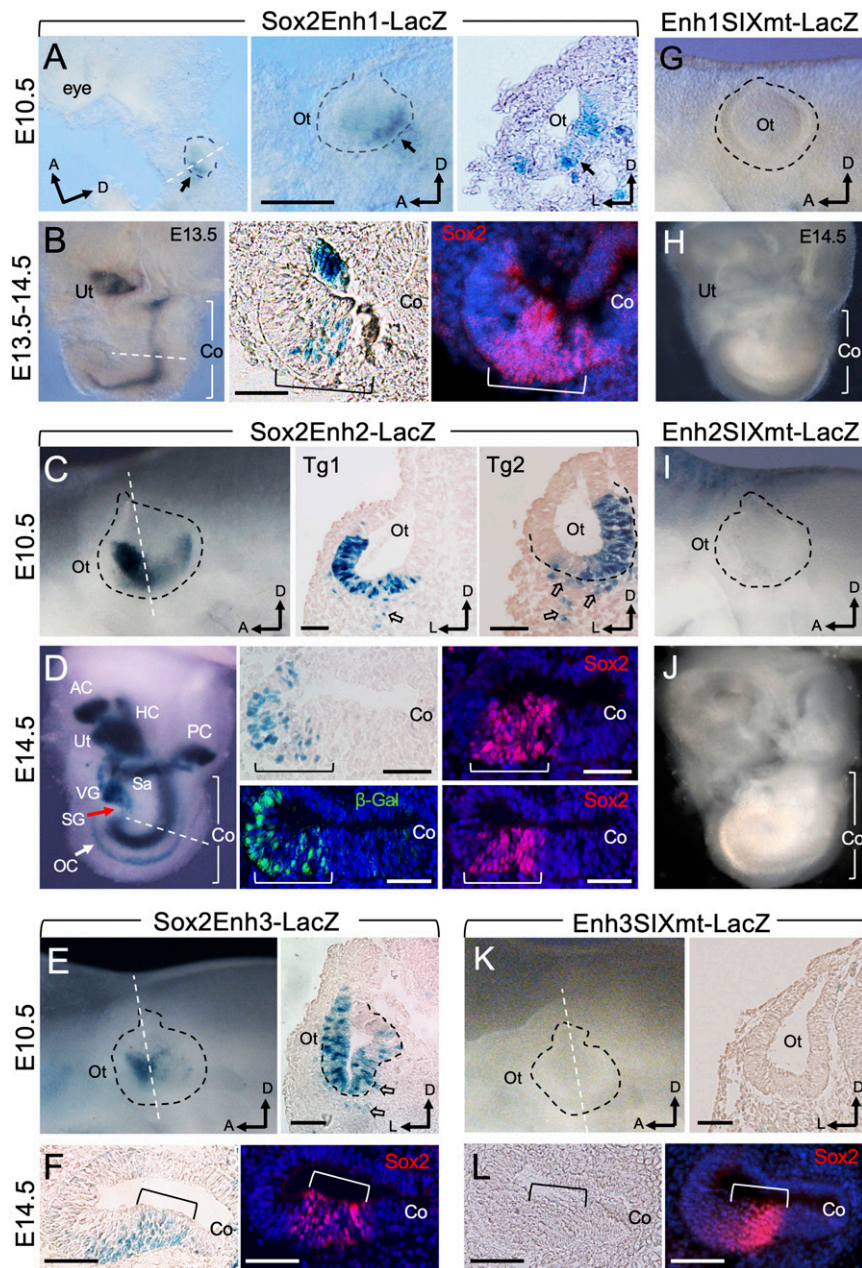 Sox2Enh1-LacZ
Enh1SIXmt-LacZ
E10.5
A
eye
A
D
Ot
D
A
D
L
G
Ot
D
A
E13.5-14.5
B
E13.5
Ut
Co
Co
Sox2
Co
H
E14.5
Ut
Co
Sox2Enh2-LacZ
Enh2SIXmt-LacZ
E10.5
C
Ot
D
A
Tg1
Ot
D
L
Tg2
Ot
D
L
I
Ot
D
A
E14.5
D
AC
HC
Ut
PC
VG
Sa
SG
OC
Co
Co
Sox2
Co
β-Gal
Co
Sox2
Co
J
Co
Sox2Enh3-LacZ
Enh3SIXmt-LacZ
E10.5
E
Ot
D
A
Ot
D
L
K
Ot
D
A
Ot
D
L
E14.5
F
Co
Sox2
Co
L
Co
Sox2
Co